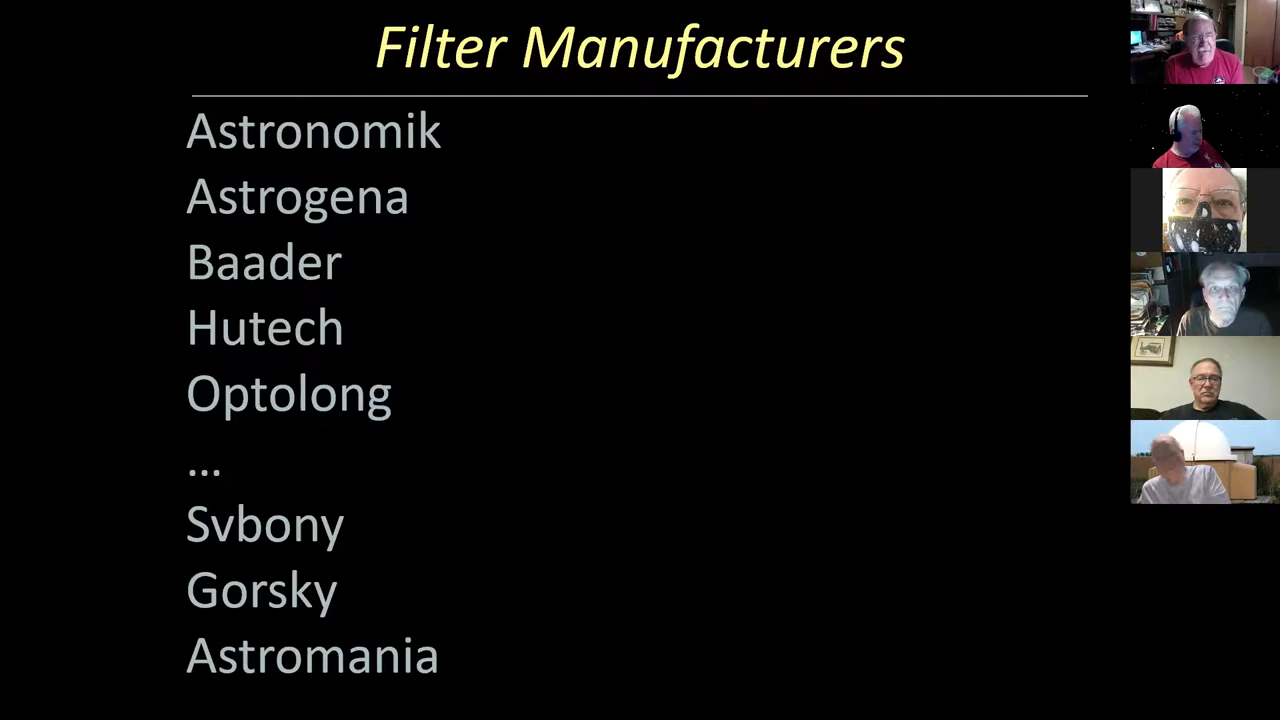 Filter Manufacturers
Astronomik
Astrogena
Baader
Hutech
Optolong
...
Svbony
Gorsky
Astromania